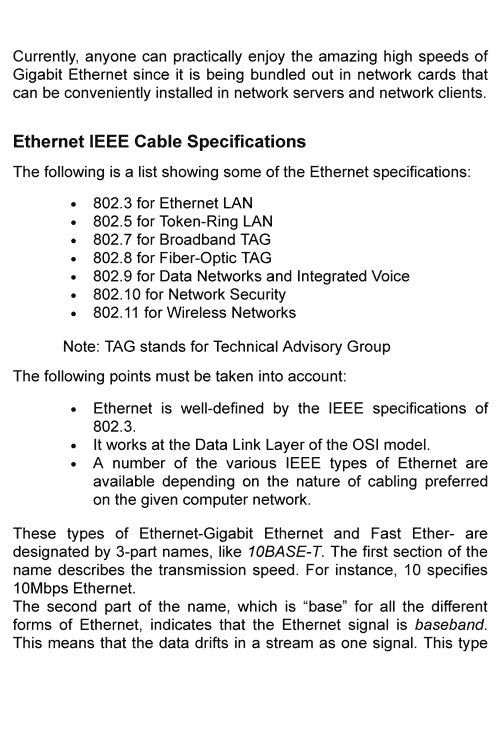 Currently, anyone can practically enjoy the amazing high speeds of
Gigabit Ethernet since it is being bundled out in network cards that
can be conveniently installed in network servers and network clients.
Ethernet IEEE Cable Specifications
The following is a list showing some of the Ethernet specifications:
• 802.3 for Ethernet LAN
• 802.5 for Token-Ring LAN
• 802.7 for Broadband TAG
• 802.8 for Fiber-Optic TAG
• 802.9 for Data Networks and Integrated Voice
• 802.10 for Network Security
• 802.11 for Wireless Networks
Note: TAG stands for Technical Advisory Group
The following points must be taken into account:
• Ethernet is well-defined by the IEEE specifications of
802.3.
• It works at the Data Link Layer of the OSI model.
• A number of the various IEEE types of Ethernet are
available depending on the nature of cabling preferred
on the given computer network.
These types of Ethernet-Gigabit Ethernet and Fast Ether- are
designated by 3-part names, like 10BASE-T. The first section of the
name describes the transmission speed. For instance, 10 specifies
10Mbps Ethernet.
The second part of the name, which is “base” for all the different
forms of Ethernet, indicates that the Ethernet signal is baseband.
This means that the data drifts in a stream as one signal. This type